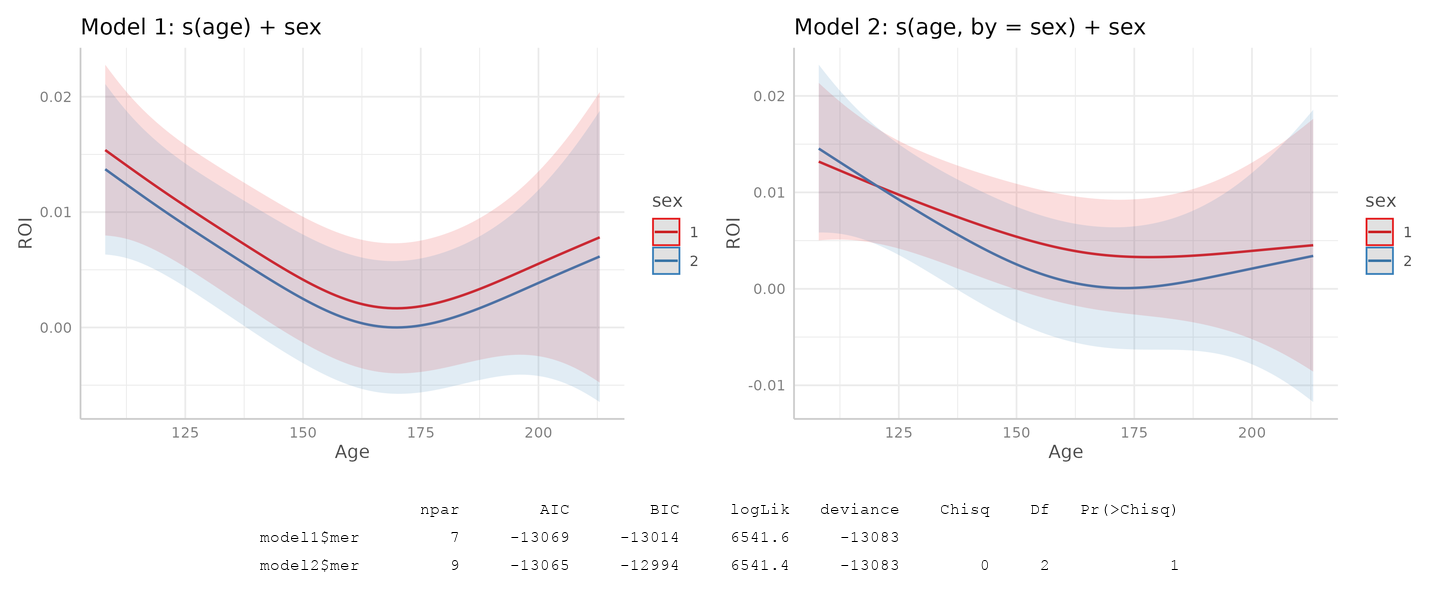 Model 1: s(age) + sex
0.02
0.01
0.00
ROI
125 150 175 200
Age
sex
1
2
Model 2: s(age, by = sex) + sex
0.02
0.01
0.00
-0.01
ROI
125 150 175 200
Age
sex
1
2
npar AIC BIC logLik deviance Chisq Df Pr(>Chisq)
model1$mer 7 -13069 -13014 6541.6 -13083
model2$mer 9 -13065 -12994 6541.4 -13083 0 2 1